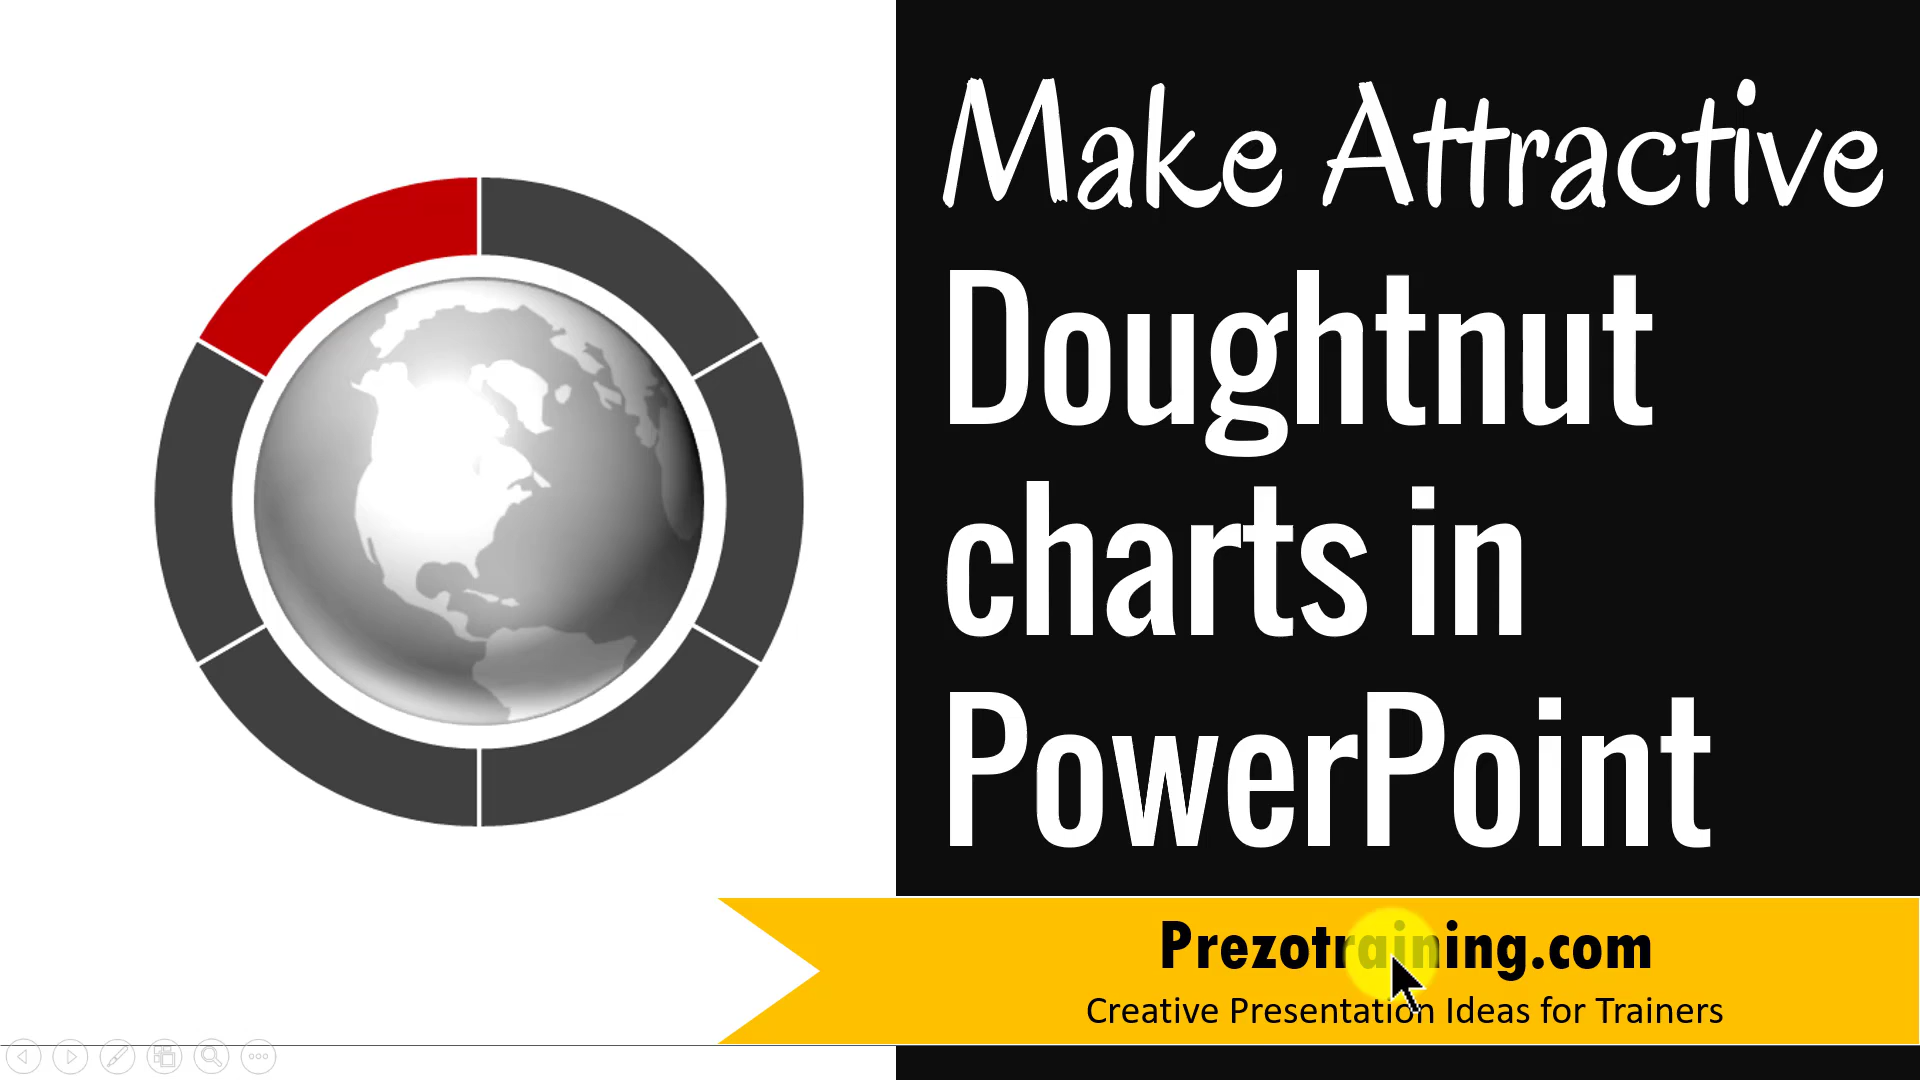 Make Attractive
Doughtnut
charts in
PowerPoint
Prezotraining.com
Creative Presentation Ideas for Trainers